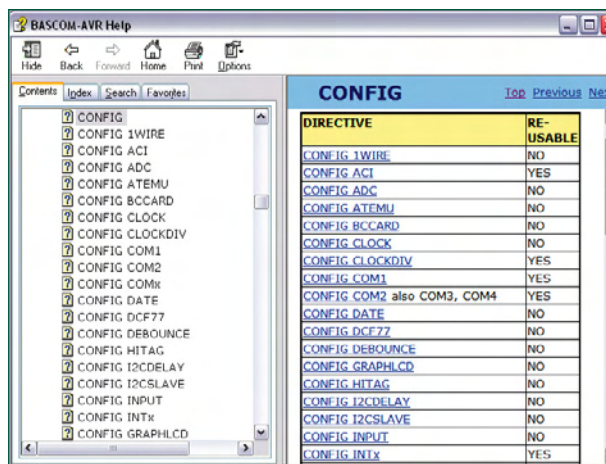 BASCOM-AVR Help
Hide Back Forward Home Print Options
Contents Index Search Favorites
CONFIG
CONFIG 1WIRE
CONFIG ACI
CONFIG ADC
CONFIG ATEMU
CONFIG BCCARD
CONFIG CLOCK
CONFIG CLOCKDIV
CONFIG COM1
CONFIG COM2
CONFIG COMx
CONFIG DATE
CONFIG DCF77
CONFIG DEBOUNCE
CONFIG HITAG
CONFIG I2CDELAY
CONFIG I2CSLAVE
CONFIG INPUT
CONFIG INTx
CONFIG GRAPHLCD
CONFIG Top Previous Nex
DIRECTIVE RE-
USABLE
CONFIG 1WIRE NO
CONFIG ACI YES
CONFIG ADC NO
CONFIG ATEMU NO
CONFIG BCCARD NO
CONFIG CLOCK NO
CONFIG CLOCKDIV YES
CONFIG COM1 YES
CONFIG COM2 also COM3, COM4 YES
CONFIG DATE NO
CONFIG DCF77 NO
CONFIG DEBOUNCE NO
CONFIG GRAPHLCD NO
CONFIG HITAG NO
CONFIG I2CDELAY NO
CONFIG I2CSLAVE NO
CONFIG INPUT NO
CONFIG INTx YES